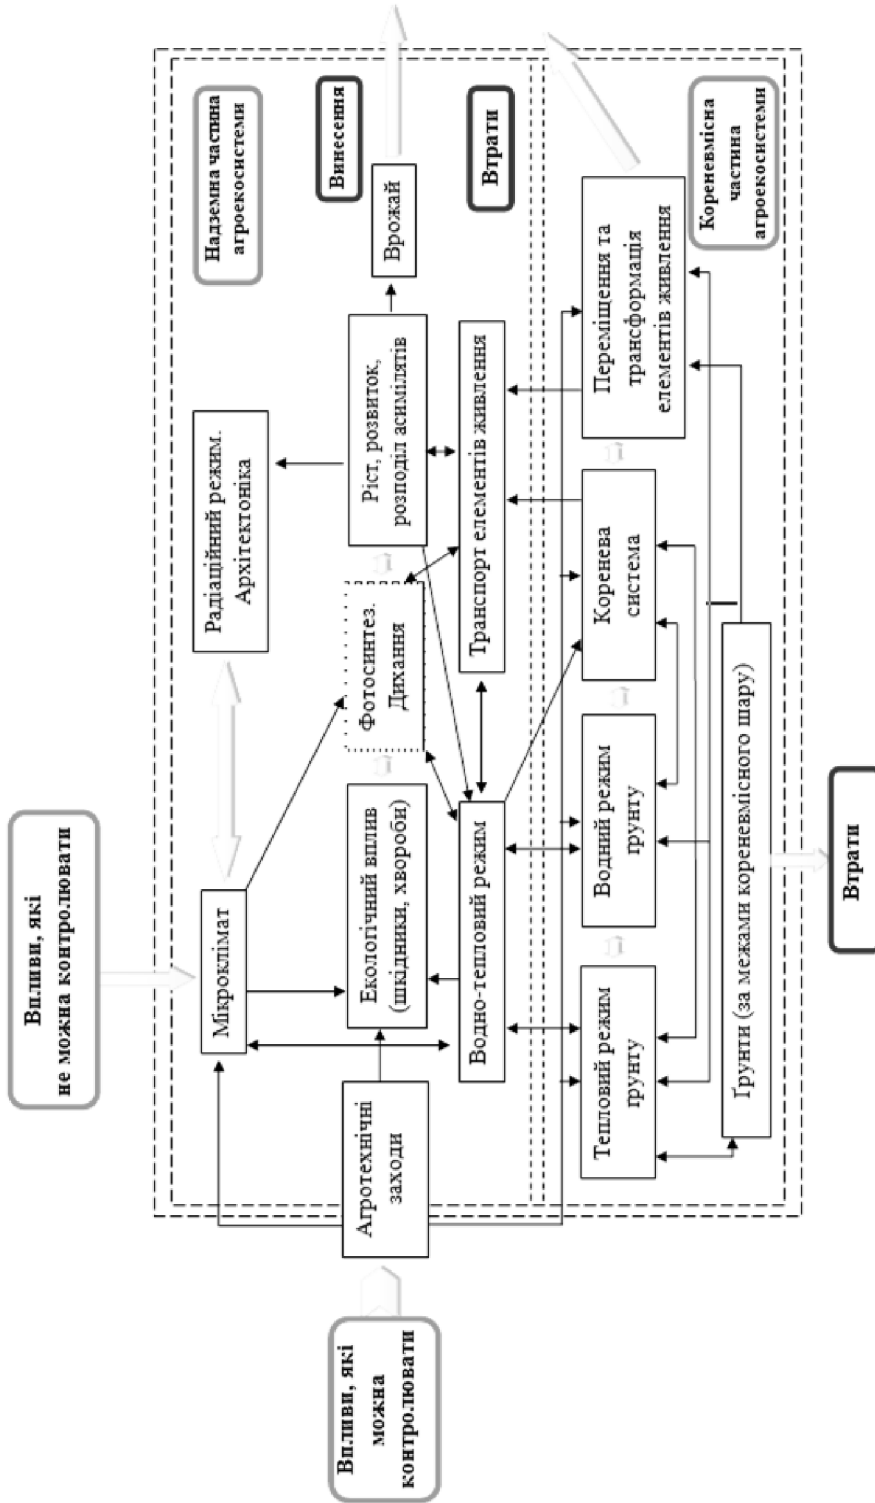 Впливи, які
не можна контролювати
Надземна частина
агроекосистеми
Мікроклімат
Радіаційний режим.
Архітектоніка
Винесення
Впливи, які
можна
контролювати
Агротехнічні
заходи
Екологічний вплив
(шкідники, хвороби)
Фотосинтез.
Дихання
Ріст, розвиток,
розподіл асимілятів
Врожай
Водно-тепловий режим
Транспорт елементів живлення
Втрати
Тепловий режим
грунту
Водний режим
грунту
Коренева
система
Переміщення та
трансформація
елементів живлення
Кореневмісна
частина
агроекосистеми
Ґрунти (за межами кореневмісного шару)
Втрати